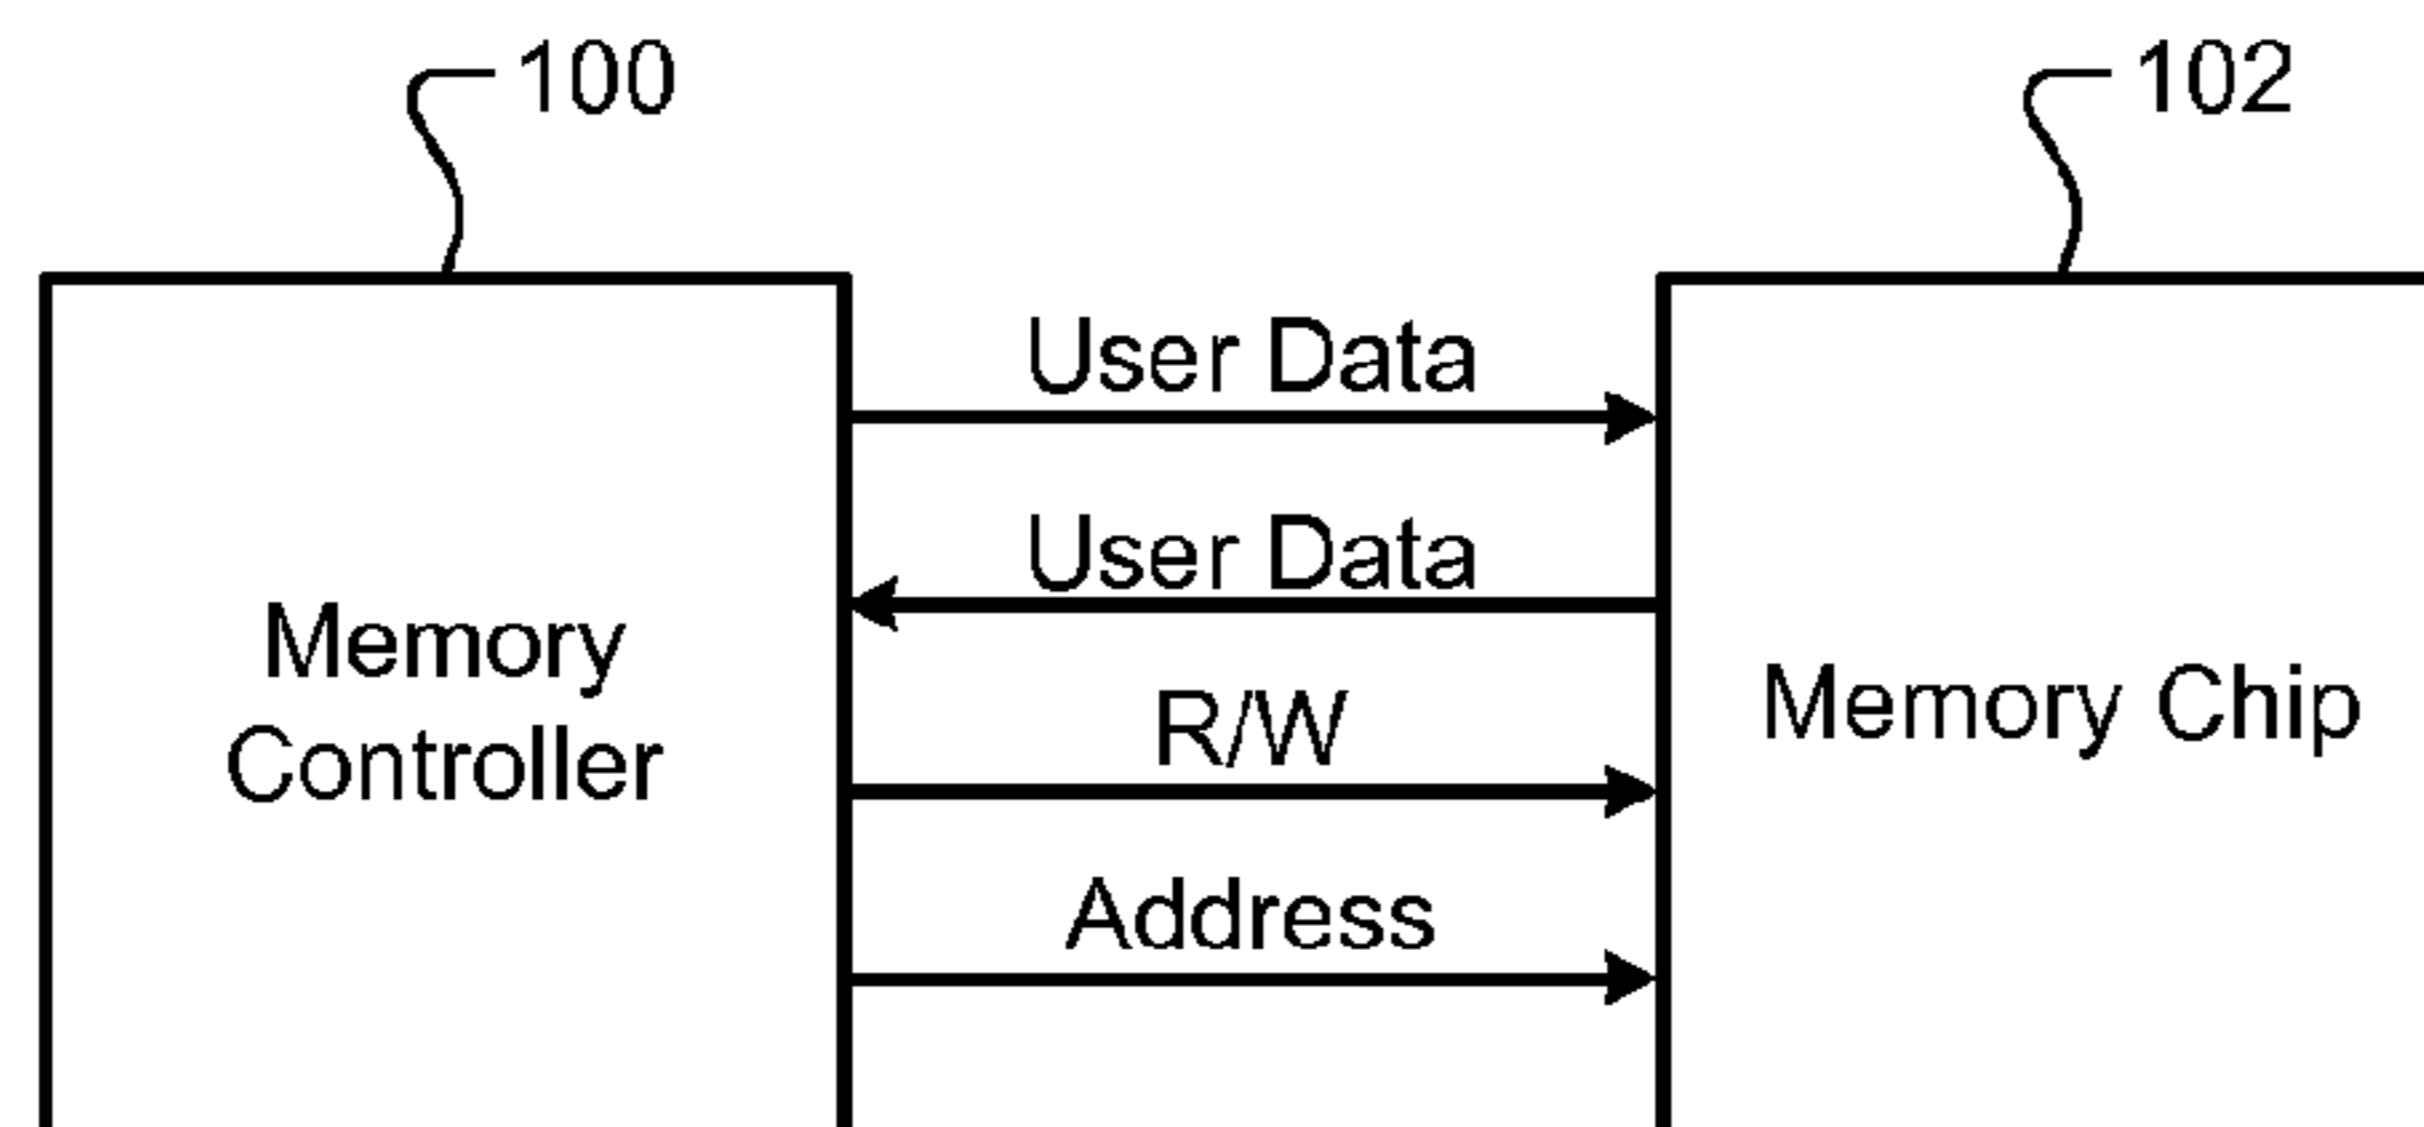 100
102
User Data
User Data
Memory
Controller
R/W
Memory Chip
Address